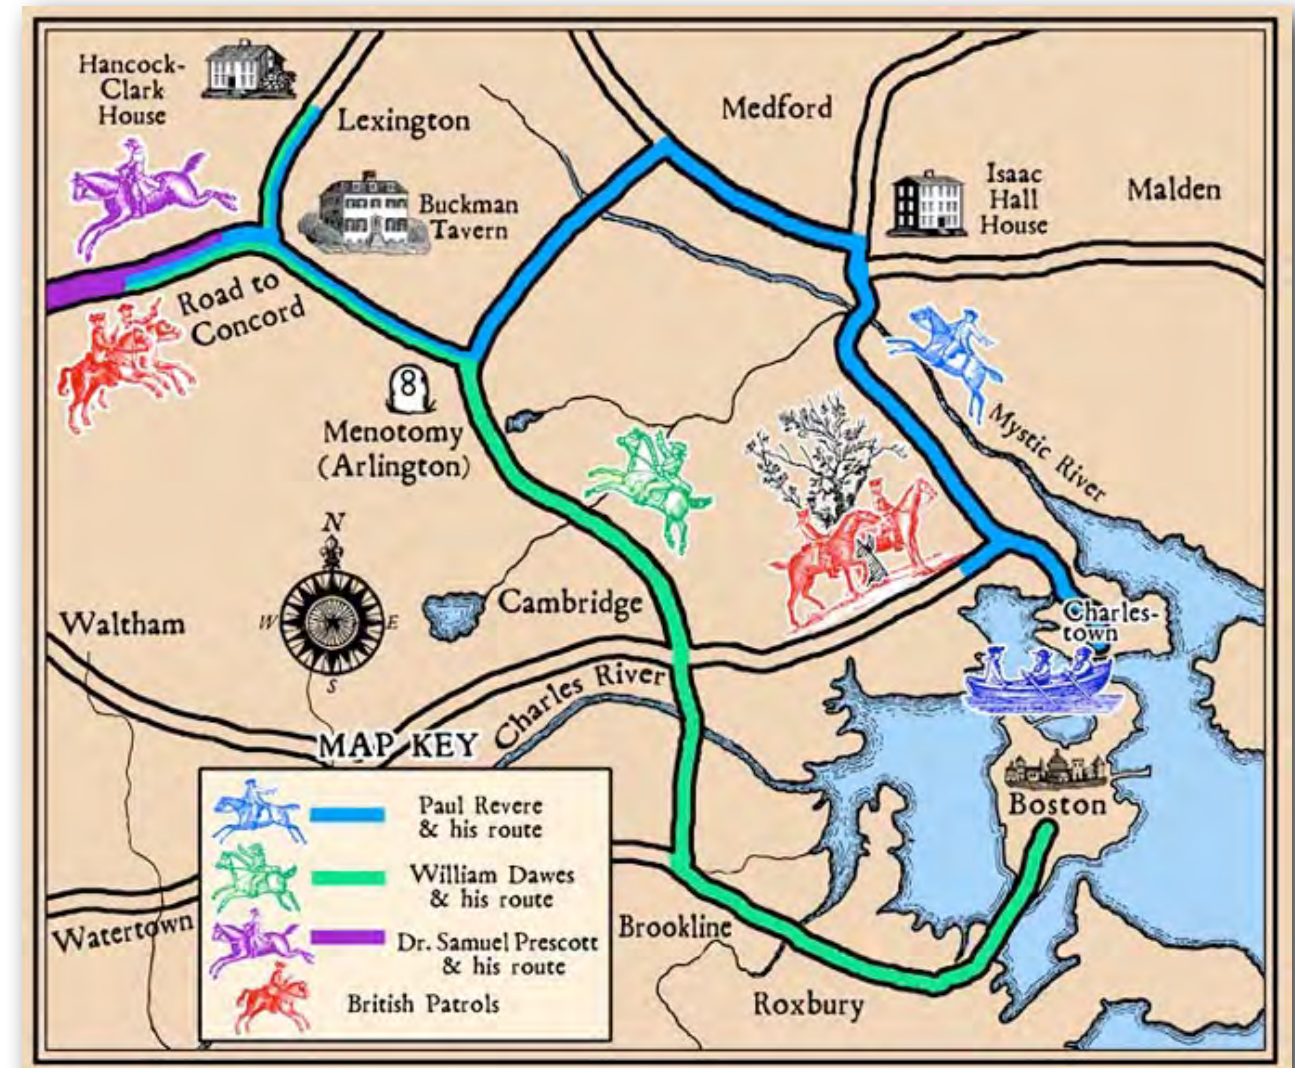 Hancock-
Clark
House
Lexington
Medford
Isaac
Hall
House
Malden
Buckman
Tavern
Road to
Concord
8
Menotomy
(Arlington)
Mystic River
N
W
E
S
Waltham
Cambridge
Charles-
town
Charles River
MAP KEY
Paul Revere
& his route
William Dawes
& his route
Dr. Samuel Prescott
& his route
British Patrols
Boston
Watertown
Brookline
Roxbury